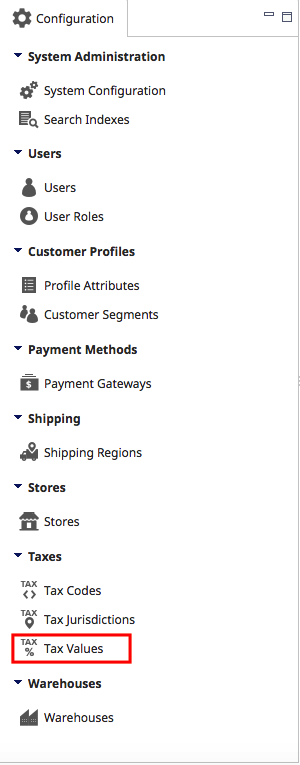 Configuration
System Administration
System Configuration
Search Indexes
Users
Users
User Roles
Customer Profiles
Profile Attributes
Customer Segments
Payment Methods
$ Payment Gateways
Shipping
Shipping Regions
Stores
Stores
Taxes
TAX <> Tax Codes
TAX Tax Jurisdictions
TAX % Tax Values
Warehouses
Warehouses